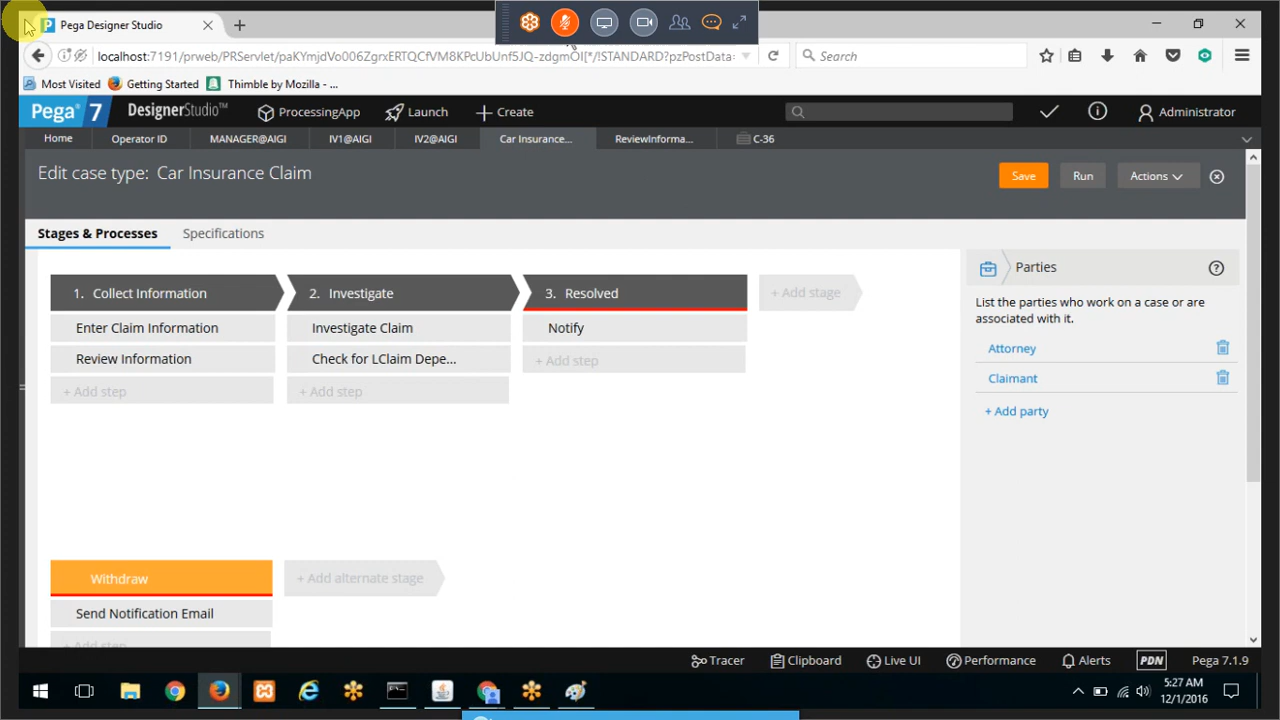 Pega Designer Studio
localhost:7191/prweb/PRServlet/paKYmjdVo006ZgrxERTQCfVM8KPcUbUnf5JQ-zdgmOI[*/!STANDARD?pzPostData=
Search
Most Visited Getting Started Thimble by Mozilla - ...
Pega 7 DesignerStudio™ ProcessingApp Launch Create Administrator
Home Operator ID MANAGER@AIGI IV1@AIGI IV2@AIGI Car Insurance... ReviewInforma... C-36
Edit case type: Car Insurance Claim
Save Run Actions
Stages & Processes Specifications
Parties
1. Collect Information 2. Investigate 3. Resolved + Add stage
List the parties who work on a case or are
associated with it.
Enter Claim Information Investigate Claim Notify
Attorney
Review Information Check for LClaim Depe... + Add step
Claimant
+ Add step + Add step
+ Add party
Withdraw + Add alternate stage
Send Notification Email
+ Add step
Tracer Clipboard Live UI Performance Alerts PDN Pega 7.1.9
5:27 AM
12/1/2016